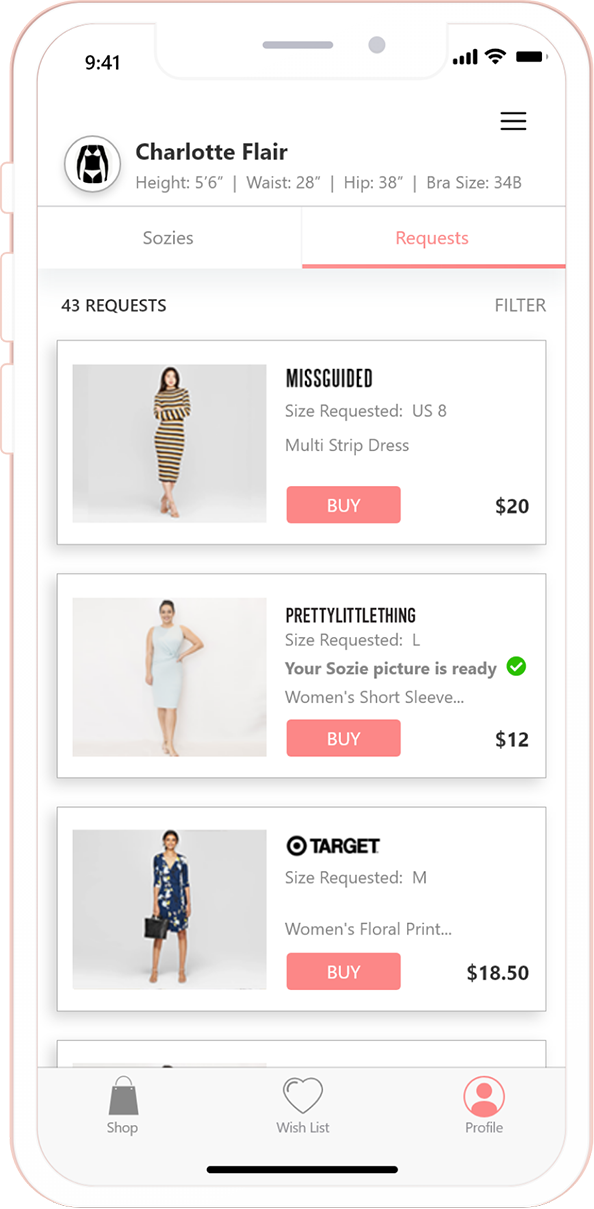 9:41
Charlotte Flair
Height: 5’6” | Waist: 28” | Hip: 38” | Bra Size: 34B
Sozies Requests
43 REQUESTS FILTER
MISSGUIDED
Size Requested: US 8
Multi Strip Dress
BUY $20
PRETTYLITTLETHING
Size Requested: L
Your Sozie picture is ready
Women's Short Sleeve...
BUY $12
TARGET
Size Requested: M
Women's Floral Print...
BUY $18.50
Shop Wish List Profile